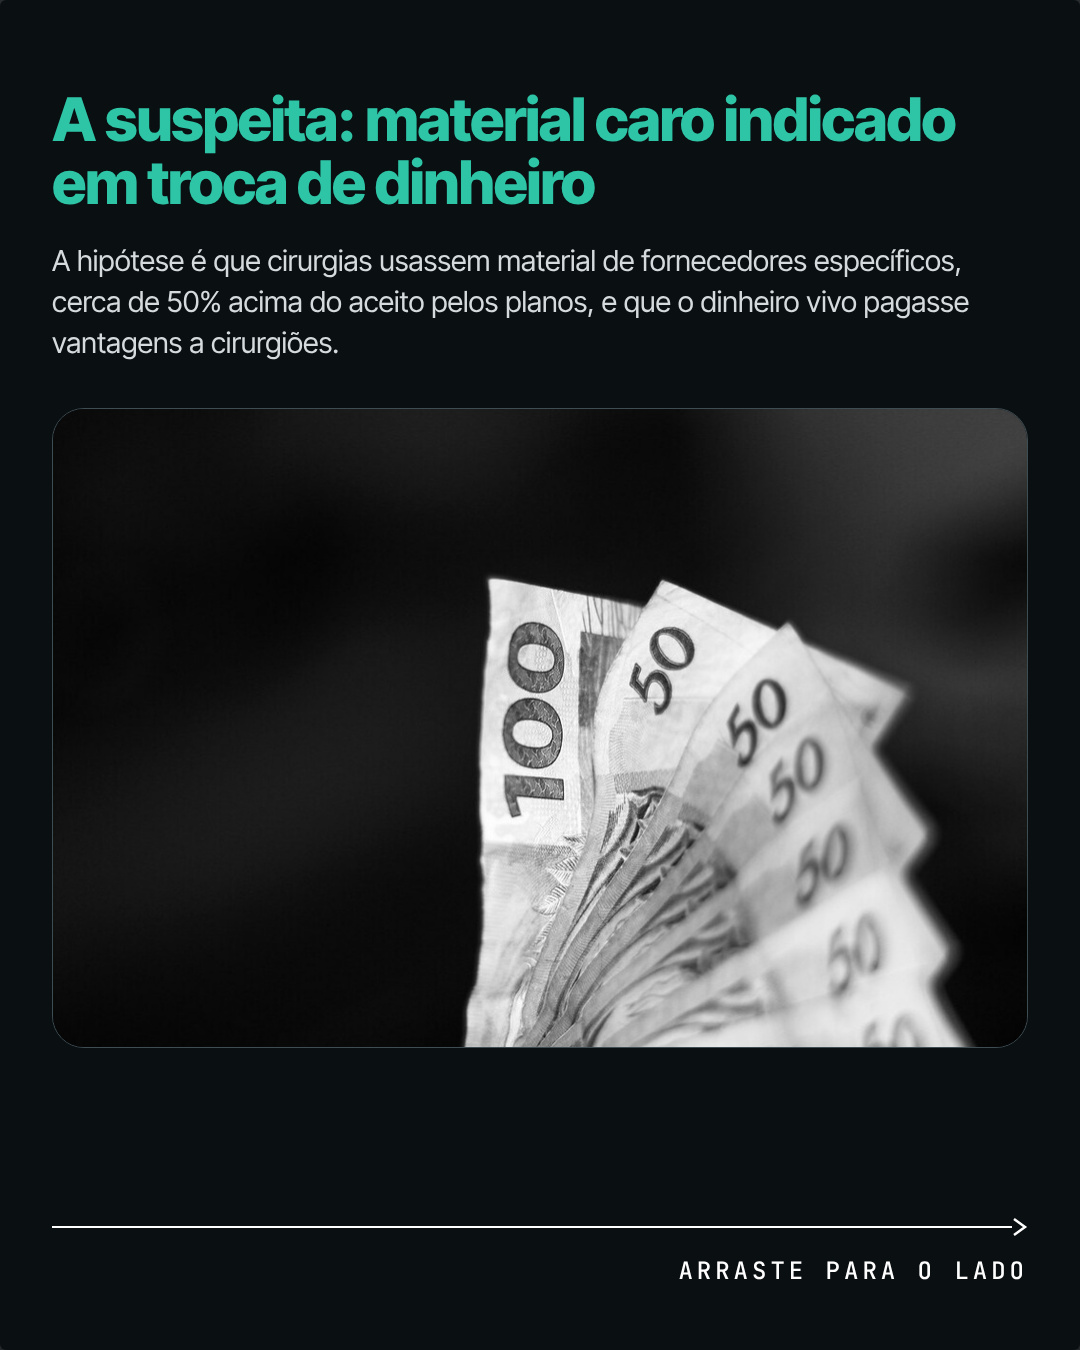 A suspeita: material caro indicado
em troca de dinheiro
A hipótese é que cirurgias usassem material de fornecedores específicos,
cerca de 50% acima do aceito pelos planos, e que o dinheiro vivo pagasse
vantagens a cirurgiões.
100
50
50
50
50
50
50
ARRASTE PARA O LADO